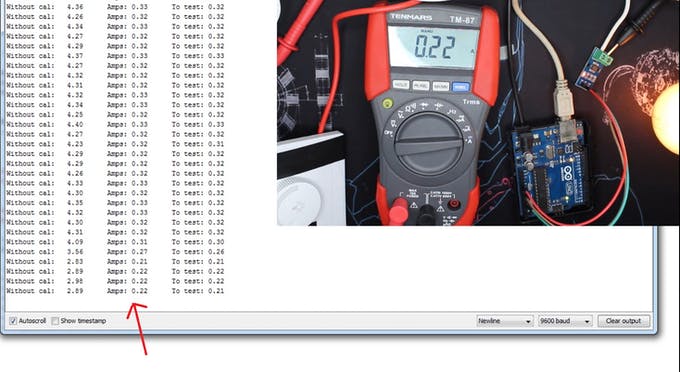 Without cal: 4.36 Amps: 0.33 To test: 0.32
Without cal: 4.26 Amps: 0.32 To test: 0.32
Without cal: 4.34 Amps: 0.33 To test: 0.32
Without cal: 4.27 Amps: 0.32 To test: 0.32
Without cal: 4.29 Amps: 0.32 To test: 0.32
Without cal: 4.37 Amps: 0.33 To test: 0.32
Without cal: 4.27 Amps: 0.32 To test: 0.32
Without cal: 4.32 Amps: 0.32 To test: 0.32
Without cal: 4.31 Amps: 0.32 To test: 0.32
Without cal: 4.32 Amps: 0.33 To test: 0.32
Without cal: 4.34 Amps: 0.33 To test: 0.32
Without cal: 4.25 Amps: 0.32 To test: 0.32
Without cal: 4.40 Amps: 0.33 To test: 0.33
Without cal: 4.27 Amps: 0.32 To test: 0.32
Without cal: 4.23 Amps: 0.32 To test: 0.31
Without cal: 4.29 Amps: 0.32 To test: 0.32
Without cal: 4.29 Amps: 0.32 To test: 0.32
Without cal: 4.26 Amps: 0.32 To test: 0.32
Without cal: 4.33 Amps: 0.33 To test: 0.32
Without cal: 4.30 Amps: 0.32 To test: 0.32
Without cal: 4.35 Amps: 0.33 To test: 0.32
Without cal: 4.32 Amps: 0.33 To test: 0.32
Without cal: 4.30 Amps: 0.32 To test: 0.32
Without cal: 4.31 Amps: 0.32 To test: 0.32
Without cal: 4.09 Amps: 0.31 To test: 0.30
Without cal: 3.56 Amps: 0.27 To test: 0.26
Without cal: 2.83 Amps: 0.21 To test: 0.21
Without cal: 2.89 Amps: 0.22 To test: 0.21
Without cal: 2.98 Amps: 0.22 To test: 0.22
Without cal: 2.89 Amps: 0.22 To test: 0.21
Autoscroll Show timestamp Newline 9600 baud Clear output
TENMARS TM-87
0.22 A
HOLD
Trms
OFF
UNO
ARDUINO